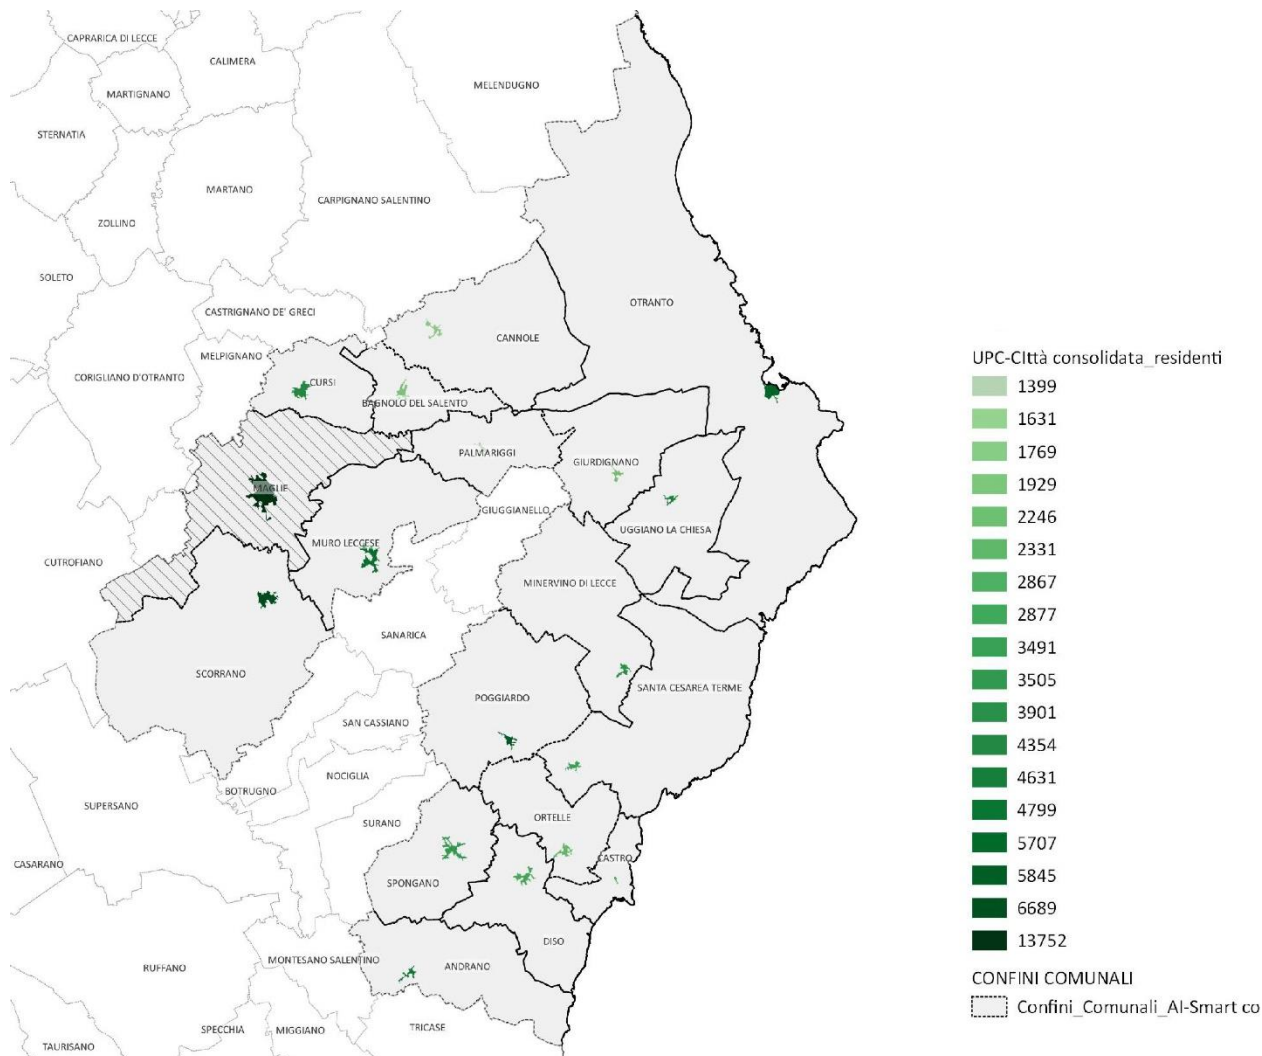 CAPRARICA DI LECCE
CALIMERA
MELENDUGNO
MARTIGNANO
STERNATIA
MARTANO
CARPIGNANO SALENTINO
ZOLLINO
SOLETO
OTRANTO
CASTRIGNANO DE' GRECI
CANNOLE
MELPIGNANO
CORIGLIANO D'OTRANTO
CURSI
BAGNOLO DEL SALENTO
PALMARIGGI
GIURDIGNANO
MAGLIE
GIUGGIANELLO
UGGIANO LA CHIESA
MURO LECCESE
CUTROFIANO
MINERVINO DI LECCE
SANARICA
SCORRANO
SANTA CESAREA TERME
POGGIARDO
SAN CASSIANO
NOCIGLIA
BOTRUGNO
SUPERSANO
ORTELLE
SURANO
CASTRO
CASARANO
SPONGANO
DISO
MONTESANO SALENTINO
ANDRANO
RUFFANO
SPECCHIA
MIGGIANO
TRICASE
TAURISANO
UPC-CIttà consolidata_residenti
1399
1631
1769
1929
2246
2331
2867
2877
3491
3505
3901
4354
4631
4799
5707
5845
6689
13752
CONFINI COMUNALI
Confini_Comunali_AI-Smart co